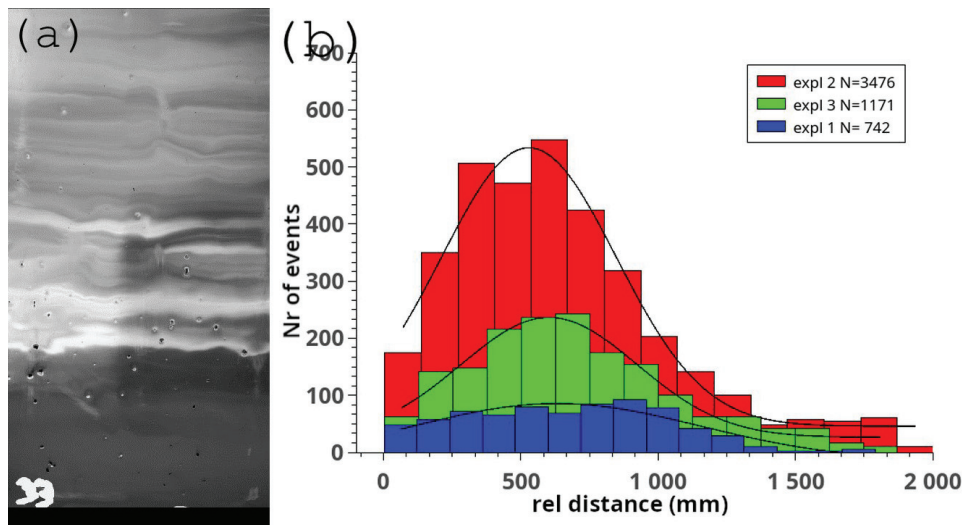 (a)
39
(b)
700
600
500
400
300
200
100
0
Nr of events
expl 2 N=3476
expl 3 N=1171
expl 1 N= 742
0
500
1 000
1 500
2 000
rel distance (mm)